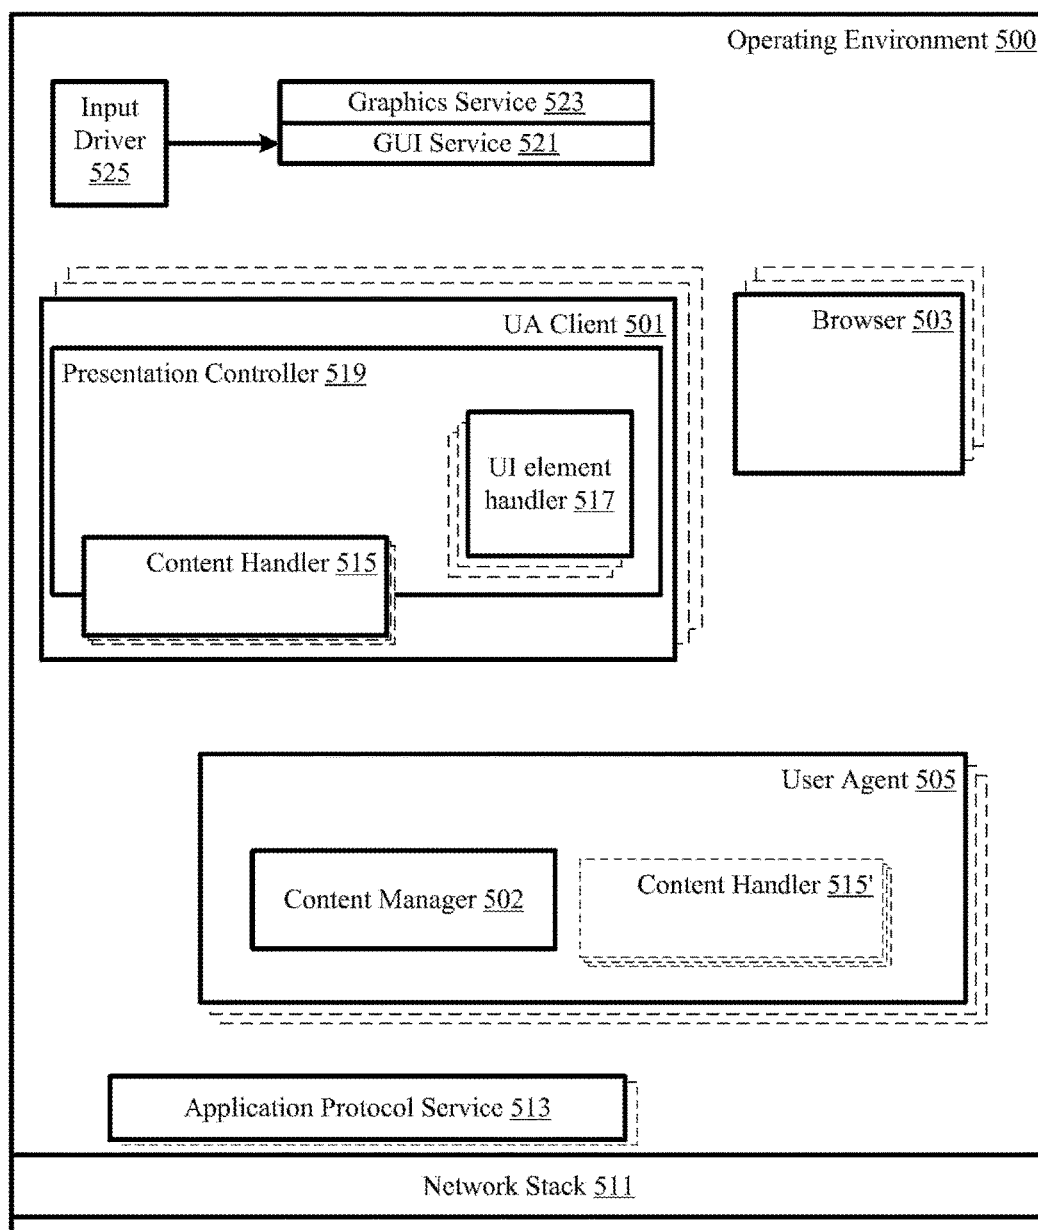 Operating Environment 500
Input
Driver
525
Graphics Service 523
GUI Service 521
UA Client 501
Browser 503
Presentation Controller 519
UI element
handler 517
Content Handler 515
User Agent 505
Content Manager 502
Content Handler 515'
Application Protocol Service 513
Network Stack 511